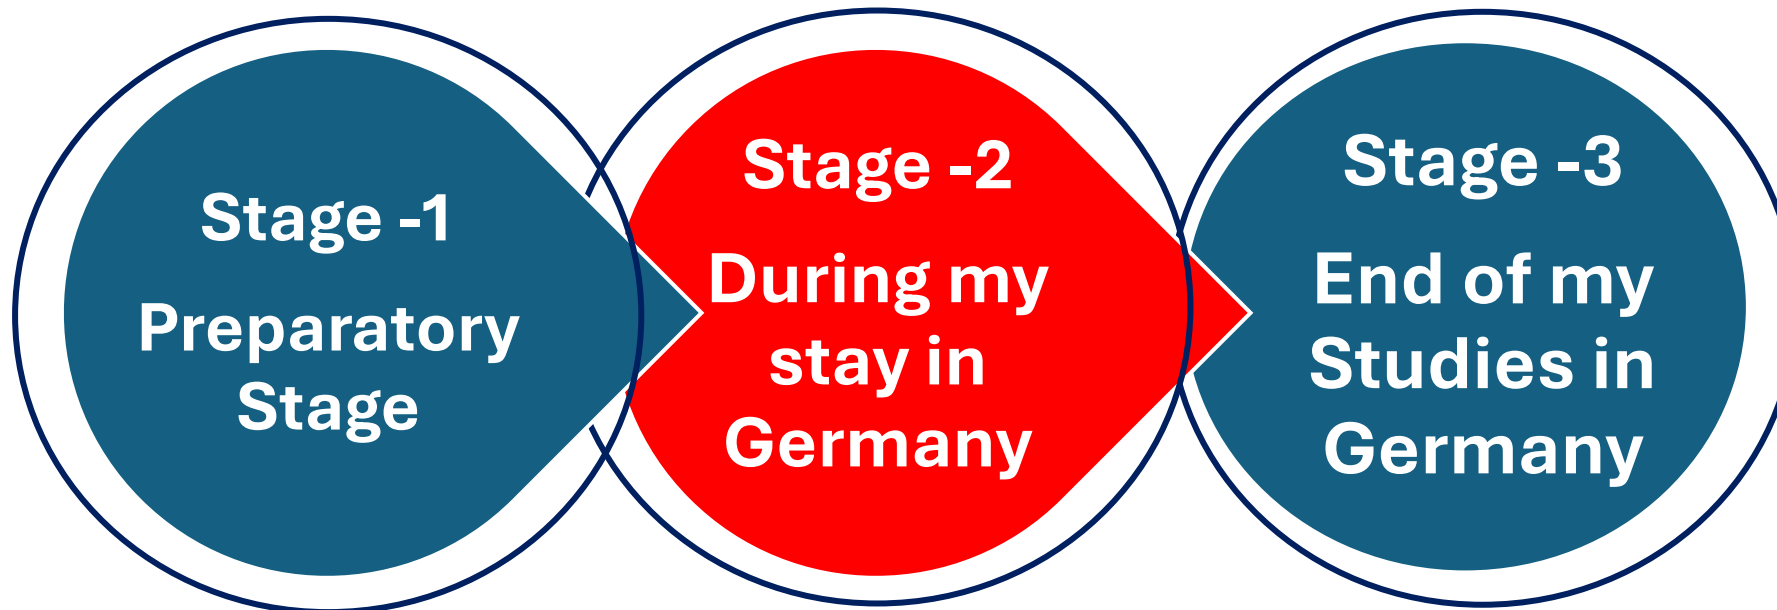 Stage -1
Preparatory
Stage
Stage -2
During my
stay in
Germany
Stage -3
End of my
Studies in
Germany